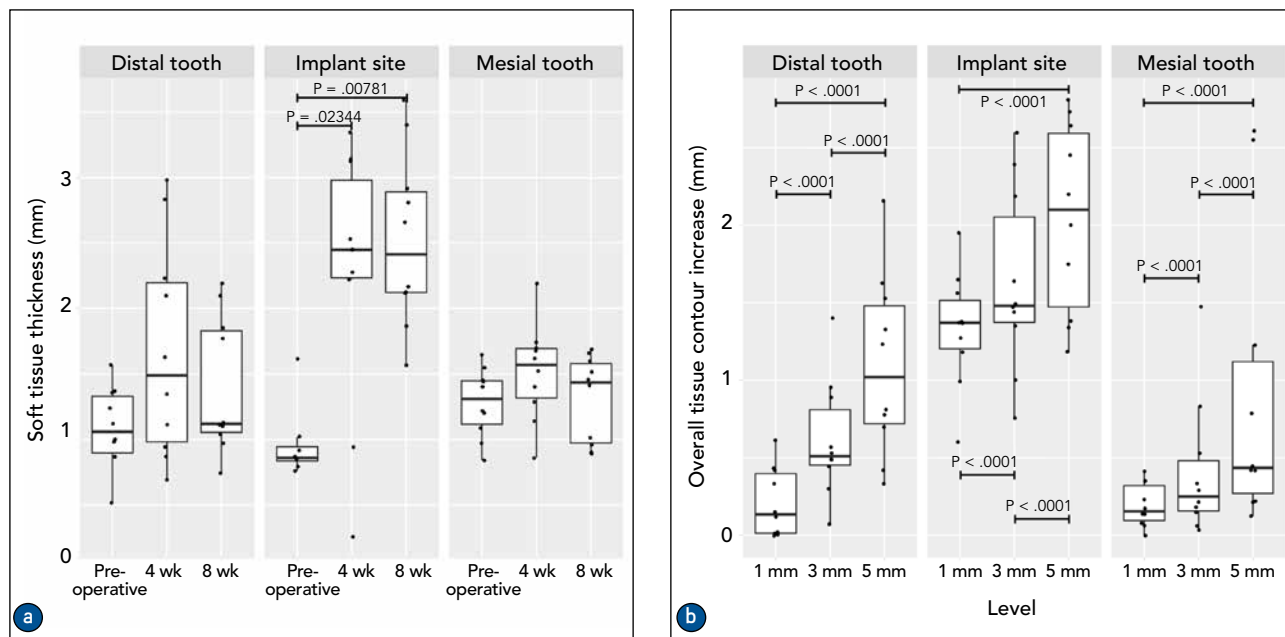 Distal tooth Implant site Mesial tooth
P = .00781
P = .02344
Soft tissue thickness (mm)
3
2
1
0
Pre-operative 4 wk 8 wk Pre-operative 4 wk 8 wk Pre-operative 4 wk 8 wk
a
Distal tooth Implant site Mesial tooth
P < .0001 P < .0001 P < .0001
P < .0001 P < .0001
P < .0001
P < .0001
P < .0001
P < .0001
Overall tissue contour increase (mm)
2
1
0
1 mm 3 mm 5 mm 1 mm 3 mm 5 mm 1 mm 3 mm 5 mm
Level
b